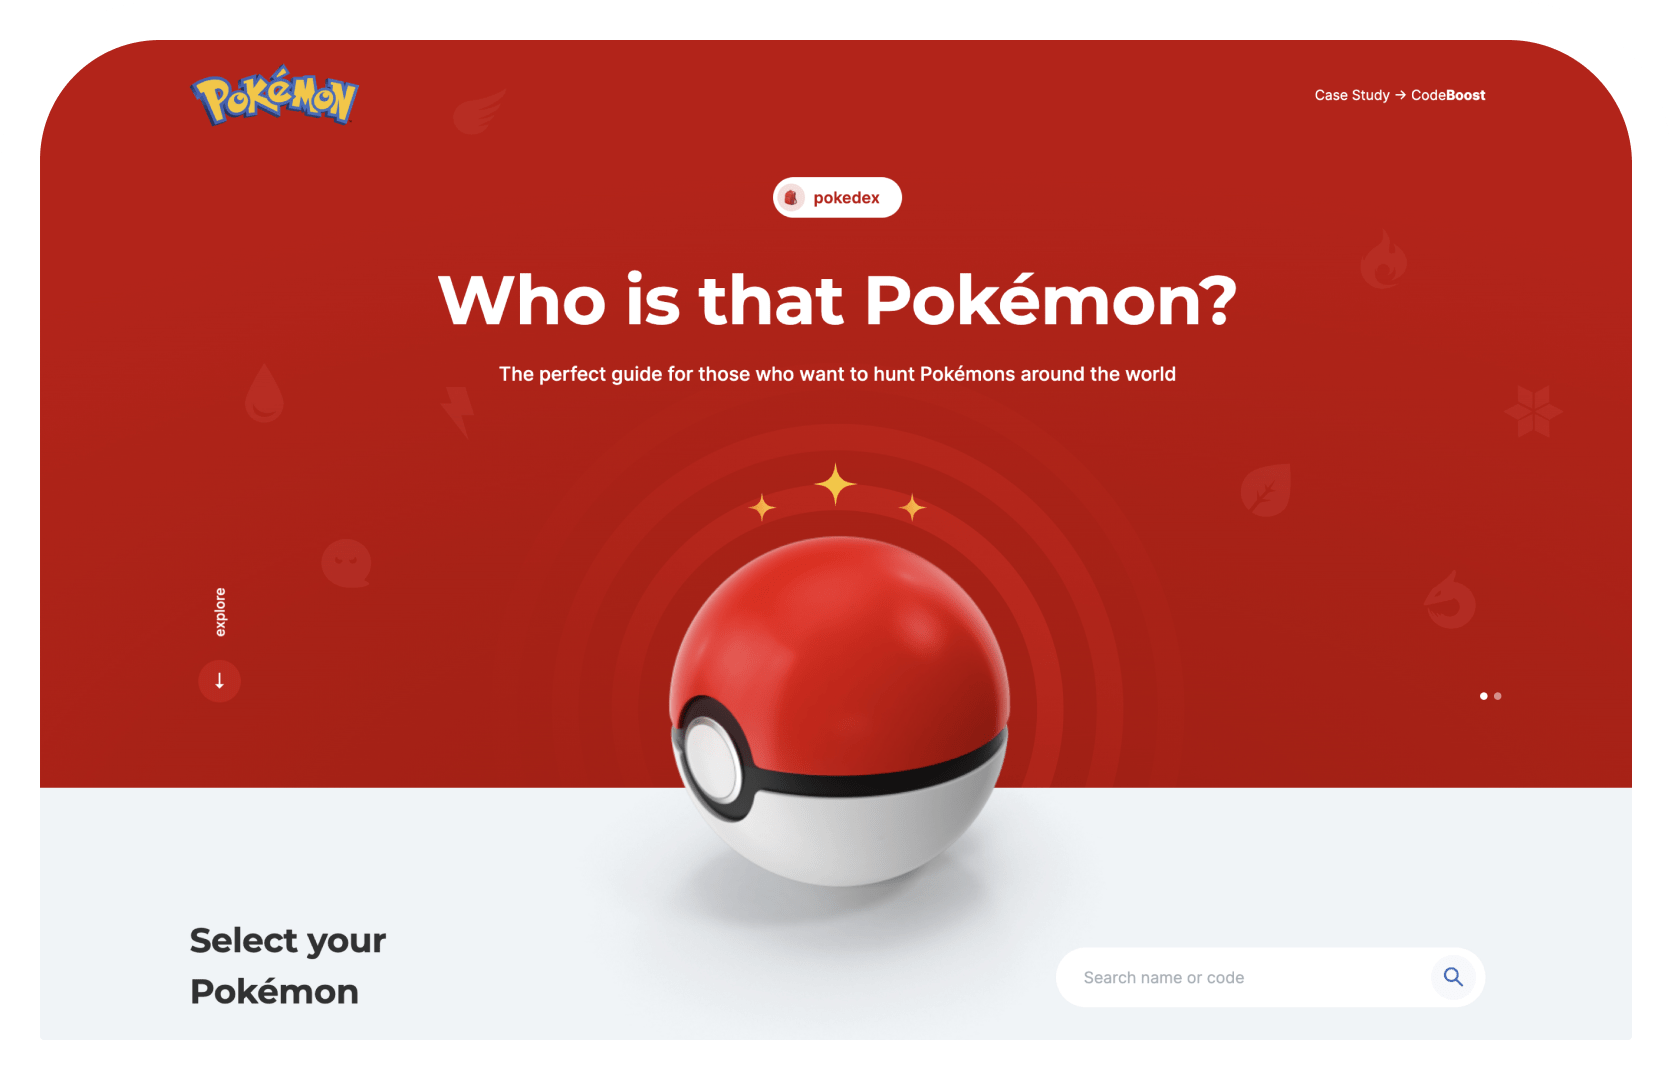 POKéMON
Case Study → CodeBoost
pokedex
Who is that Pokémon?
The perfect guide for those who want to hunt Pokémons around the world
explore
Select your
Pokémon
Search name or code